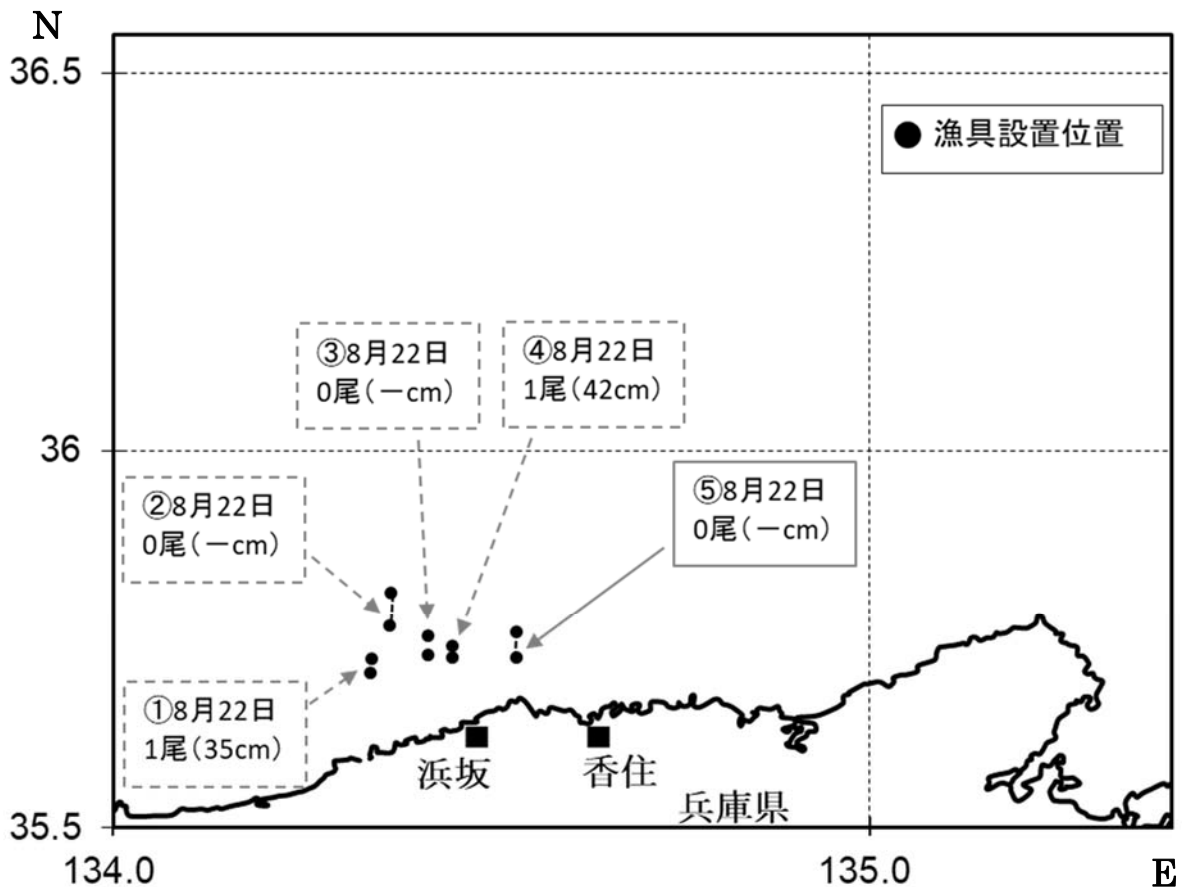 N
36.5
● 漁具設置位置
③8月22日
0尾(－cm)
④8月22日
1尾(42cm)
36
②8月22日
0尾(－cm)
⑤8月22日
0尾(－cm)
①8月22日
1尾(35cm)
浜坂
香住
兵庫県
35.5
134.0
135.0
E